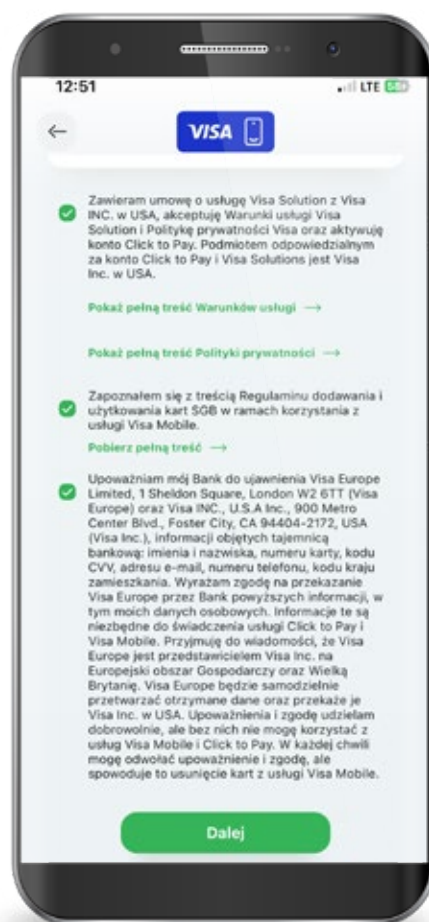 12:51
LTE
VISA
Zawieram umowę o usługę Visa Solution z Visa
INC. w USA, akceptuję Warunki usługi Visa
Solution i Politykę prywatności Visa oraz aktywuję
konto Click to Pay. Podmiotem odpowiedzialnym
za konto Click to Pay i Visa Solutions jest Visa
Inc. w USA.
Pokaż pełną treść Warunków usługi →
Pokaż pełną treść Polityki prywatności →
Zapoznałem się z treścią Regulaminu dodawania i
użytkowania kart SGB w ramach korzystania z
usługi Visa Mobile.
Pobierz pełną treść →
Upoważniam mój Bank do ujawnienia Visa Europe
Limited, 1 Sheldon Square, London W2 6TT (Visa
Europe) oraz Visa INC., U.S.A Inc., 900 Metro
Center Blvd., Foster City, CA 94404-2172, USA
(Visa Inc.), informacji objętych tajemnicą
bankową: imienia i nazwiska, numeru karty, kodu
CVV, adresu e-mail, numeru telefonu, kodu kraju
zamieszkania. Wyrażam zgodę na przekazanie
Visa Europe przez Bank powyższych informacji, w
tym moich danych osobowych. Informacje te są
niezbędne do świadczenia usługi Click to Pay i
Visa Mobile. Przyjmuję do wiadomości, że Visa
Europe jest przedstawicielem Visa Inc. na
Europejski obszar Gospodarczy oraz Wielką
Brytanię. Visa Europe będzie samodzielnie
przetwarzać otrzymane dane oraz przekaże je
Visa Inc. w USA. Upoważnienia i zgodę udzielam
dobrowolnie, ale bez nich nie mogę korzystać z
usług Visa Mobile i Click to Pay. W każdej chwili
mogę odwołać upoważnienie i zgodę, ale
spowoduje to usunięcie kart z usługi Visa Mobile.
Dalej